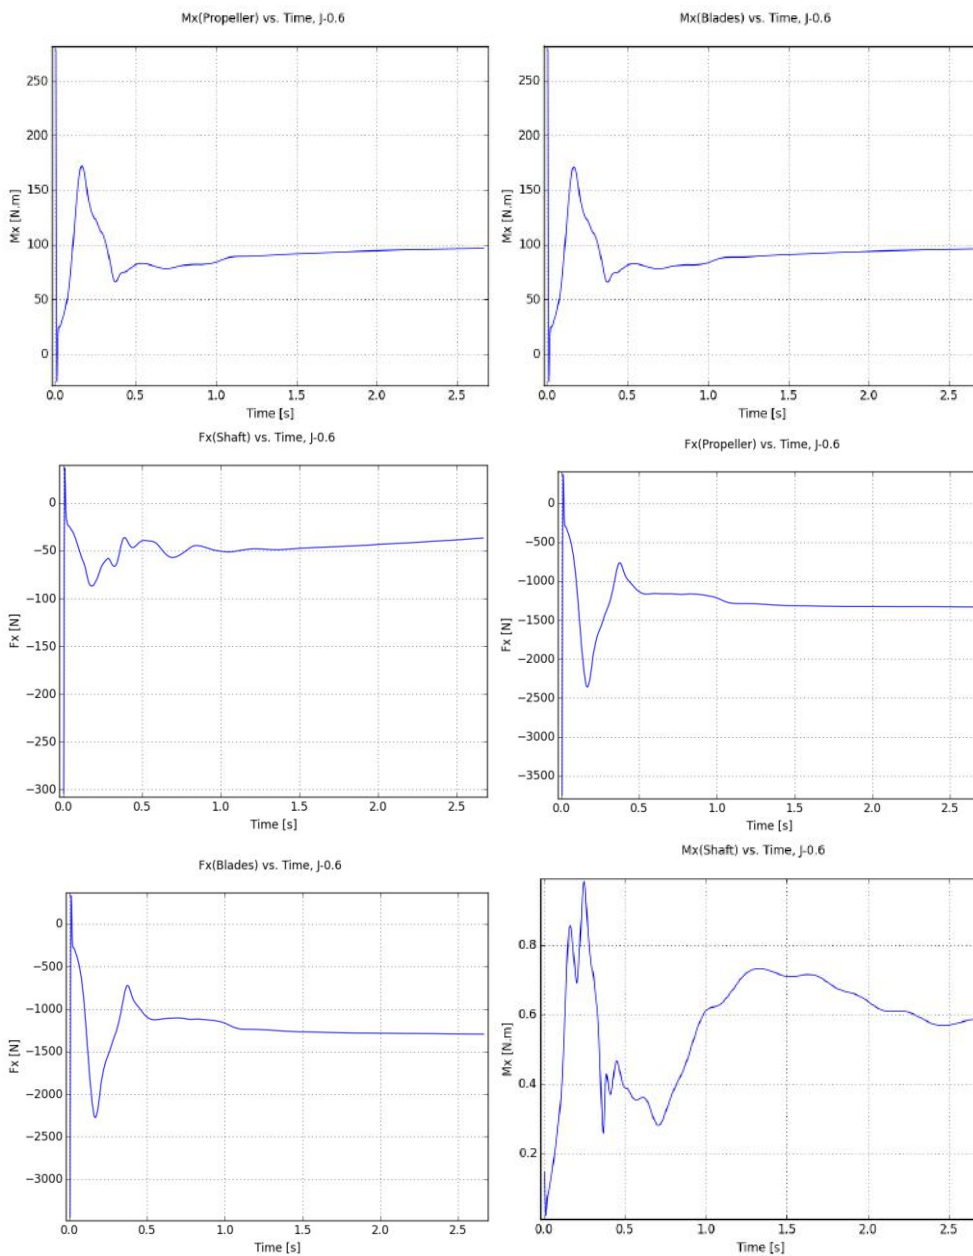 Mx(Propeller) vs. Time, J-0.6
250
200
150
100
50
0
Mx [N.m]
0.0 0.5 1.0 1.5 2.0 2.5
Time [s]
Mx(Blades) vs. Time, J-0.6
250
200
150
100
50
0
Mx [N.m]
0.0 0.5 1.0 1.5 2.0 2.5
Time [s]
Fx(Shaft) vs. Time, J-0.6
0
−50
−100
−150
−200
−250
−300
Fx [N]
0.0 0.5 1.0 1.5 2.0 2.5
Time [s]
Fx(Propeller) vs. Time, J-0.6
0
−500
−1000
−1500
−2000
−2500
−3000
−3500
Fx [N]
0.0 0.5 1.0 1.5 2.0 2.5
Time [s]
Fx(Blades) vs. Time, J-0.6
0
−500
−1000
−1500
−2000
−2500
−3000
Fx [N]
0.0 0.5 1.0 1.5 2.0 2.5
Time [s]
Mx(Shaft) vs. Time, J-0.6
0.8
0.6
0.4
0.2
Mx [N.m]
0.0 0.5 1.0 1.5 2.0 2.5
Time [s]